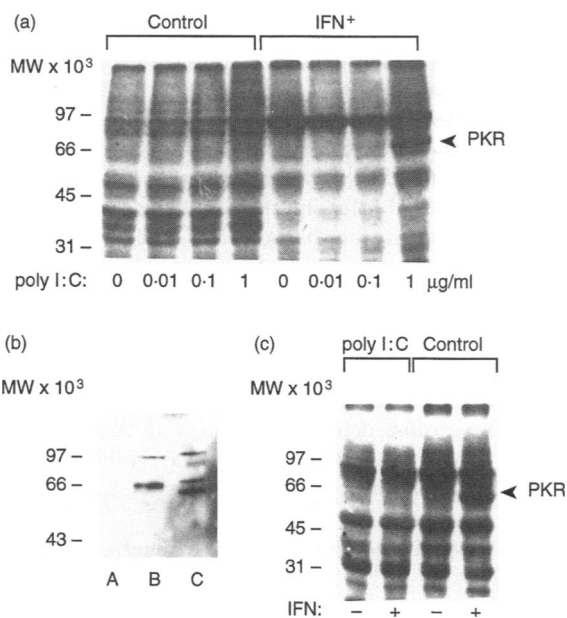 (a)
Control IFN+
MW x 10³
97 –
66 –
45 –
31 –
PKR
poly I:C: 0 0·01 0·1 1 0 0·01 0·1 1 µg/ml
(b) (c)
poly I:C Control
MW x 10³ MW x 10³
97 – 97 –
66 – 66 –
PKR
45 –
43 – 31 –
A B C
IFN: – + – +